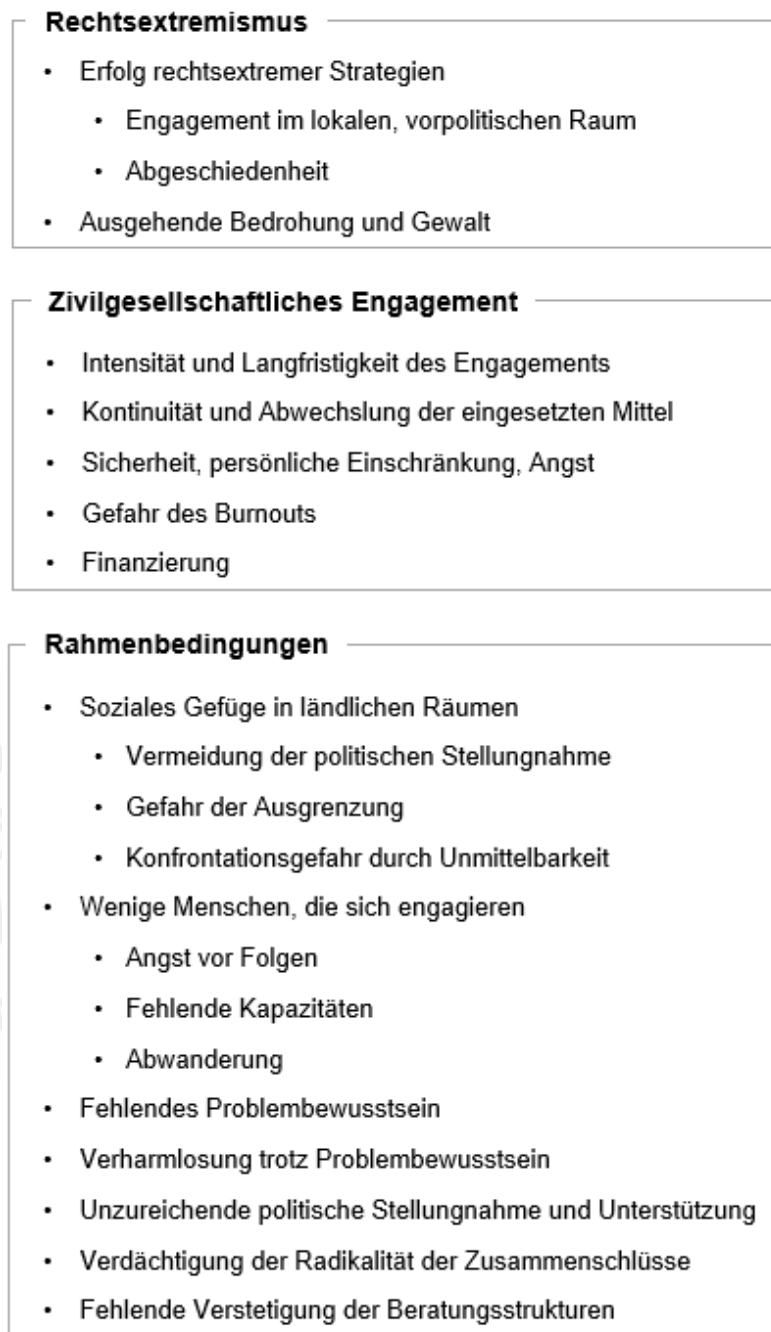 Rechtsextremismus
• Erfolg rechtsextremer Strategien
• Engagement im lokalen, vorpolitischen Raum
• Abgeschiedenheit
• Ausgehende Bedrohung und Gewalt
Zivilgesellschaftliches Engagement
• Intensität und Langfristigkeit des Engagements
• Kontinuität und Abwechslung der eingesetzten Mittel
• Sicherheit, persönliche Einschränkung, Angst
• Gefahr des Burnouts
• Finanzierung
Rahmenbedingungen
• Soziales Gefüge in ländlichen Räumen
• Vermeidung der politischen Stellungnahme
• Gefahr der Ausgrenzung
• Konfrontationsgefahr durch Unmittelbarkeit
• Wenige Menschen, die sich engagieren
• Angst vor Folgen
• Fehlende Kapazitäten
• Abwanderung
• Fehlendes Problembewusstsein
• Verharmlosung trotz Problembewusstsein
• Unzureichende politische Stellungnahme und Unterstützung
• Verdächtigung der Radikalität der Zusammenschlüsse
• Fehlende Verstetigung der Beratungsstrukturen